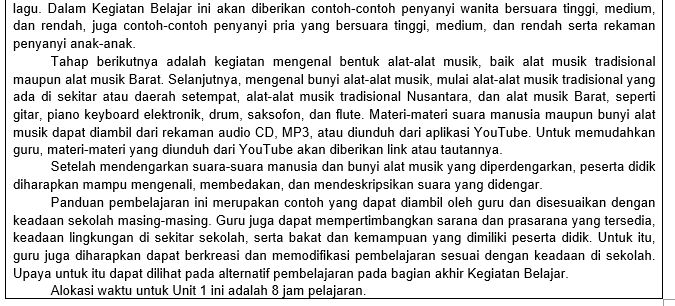 lagu. Dalam Kegiatan Belajar ini akan diberikan contoh-contoh penyanyi wanita bersuara tinggi, medium,
dan rendah, juga contoh-contoh penyanyi pria yang bersuara tinggi, medium, dan rendah serta rekaman
penyanyi anak-anak.
Tahap berikutnya adalah kegiatan mengenal bentuk alat-alat musik, baik alat musik tradisional
maupun alat musik Barat. Selanjutnya, mengenal bunyi alat-alat musik, mulai alat-alat musik tradisional yang
ada di sekitar atau daerah setempat, alat-alat musik tradisional Nusantara, dan alat musik Barat, seperti
gitar, piano keyboard elektronik, drum, saksofon, dan flute. Materi-materi suara manusia maupun bunyi alat
musik dapat diambil dari rekaman audio CD, MP3, atau diunduh dari aplikasi YouTube. Untuk memudahkan
guru, materi-materi yang diunduh dari YouTube akan diberikan link atau tautannya.
Setelah mendengarkan suara-suara manusia dan bunyi alat musik yang diperdengarkan, peserta didik
diharapkan mampu mengenali, membedakan, dan mendeskripsikan suara yang didengar.
Panduan pembelajaran ini merupakan contoh yang dapat diambil oleh guru dan disesuaikan dengan
keadaan sekolah masing-masing. Guru juga dapat mempertimbangkan sarana dan prasarana yang tersedia,
keadaan lingkungan di sekitar sekolah, serta bakat dan kemampuan yang dimiliki peserta didik. Untuk itu,
guru juga diharapkan dapat berkreasi dan memodifikasi pembelajaran sesuai dengan keadaan di sekolah.
Upaya untuk itu dapat dilihat pada alternatif pembelajaran pada bagian akhir Kegiatan Belajar.
Alokasi waktu untuk Unit 1 ini adalah 8 jam pelajaran.